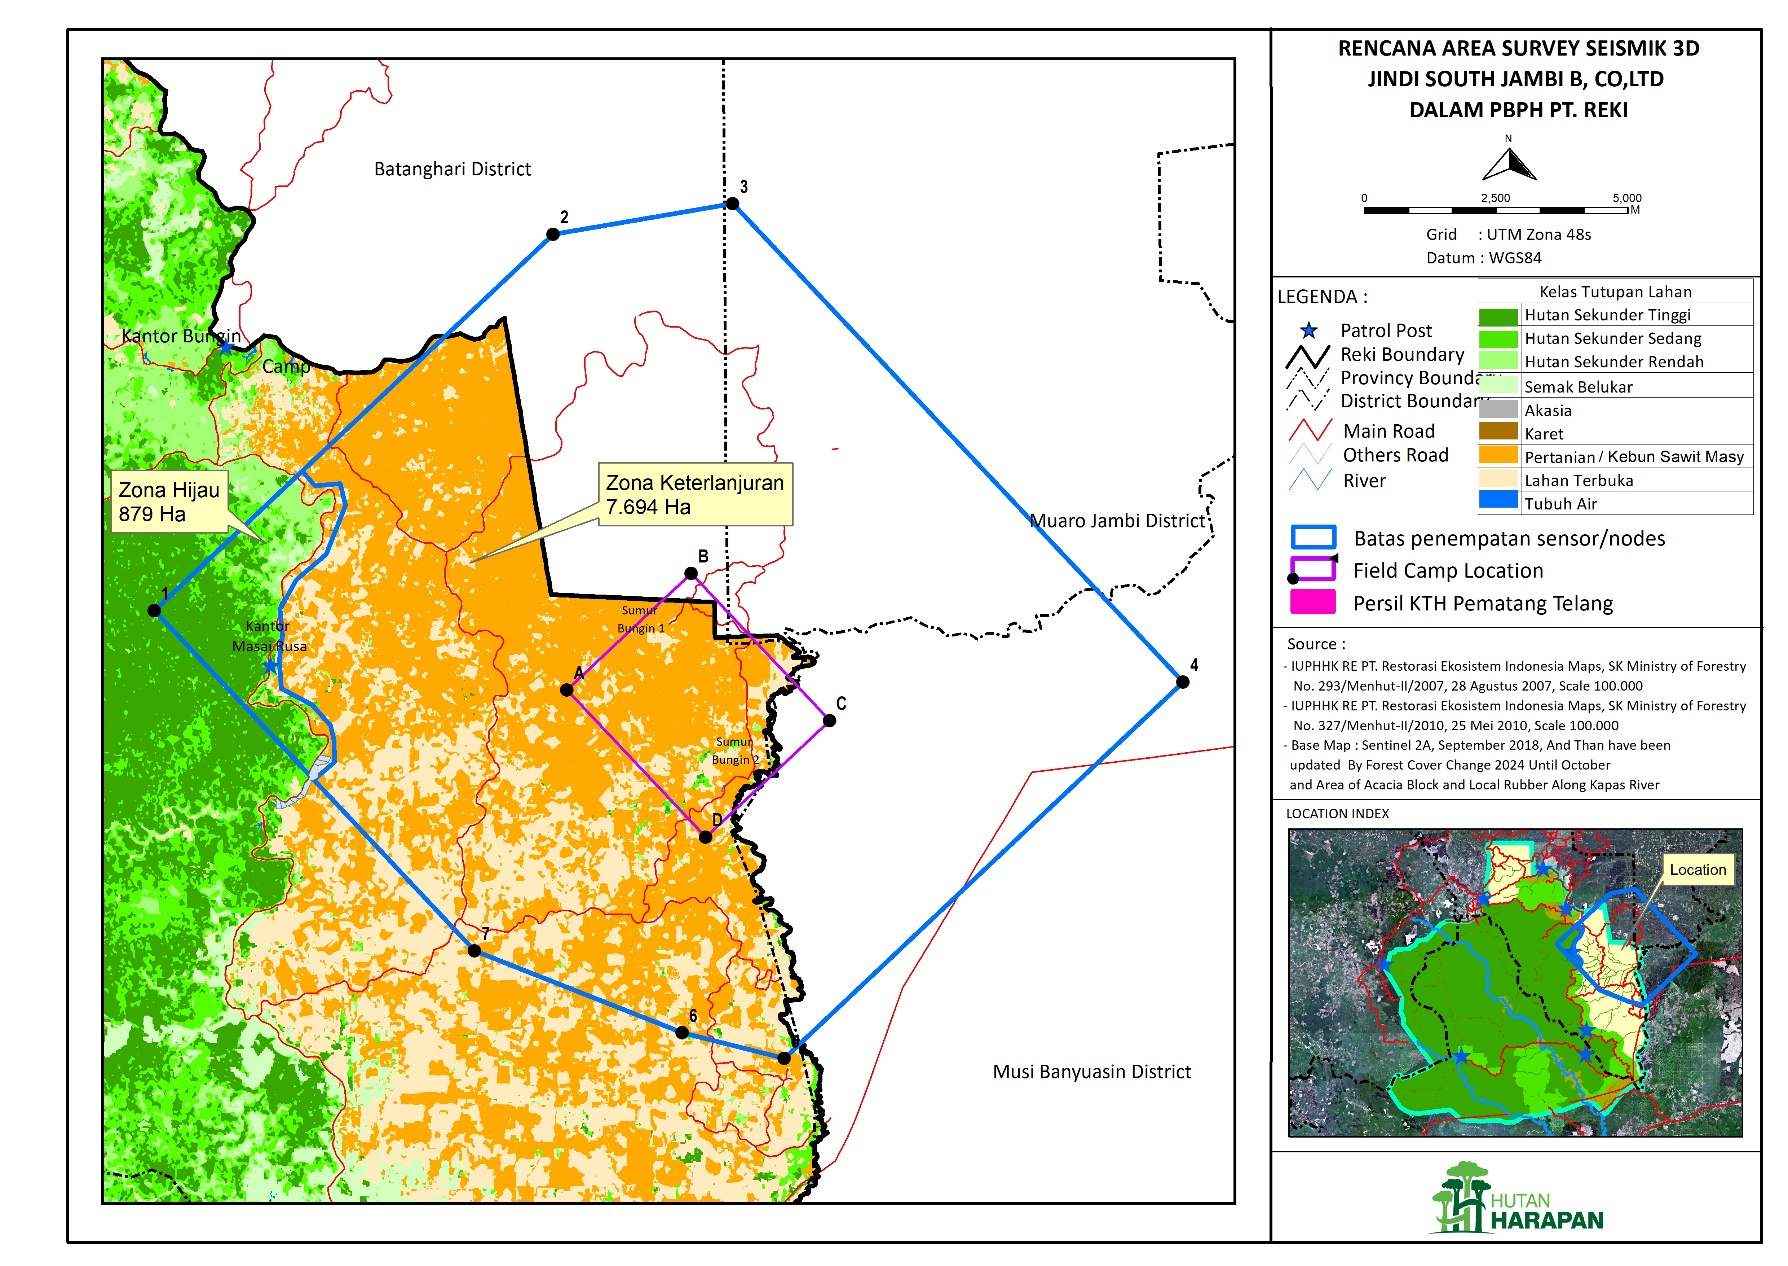 RENCANA AREA SURVEY SEISMIK 3D
JINDI SOUTH JAMBI B, CO,LTD
DALAM PBPH PT. REKI
N
0 2,500 5,000
M
Grid : UTM Zona 48s
Datum : WGS84
LEGENDA :
Patrol Post
Reki Boundary
Provincy Boundary
District Boundary
Main Road
Others Road
River
Kelas Tutupan Lahan
Hutan Sekunder Tinggi
Hutan Sekunder Sedang
Hutan Sekunder Rendah
Semak Belukar
Akasia
Karet
Pertanian / Kebun Sawit Masy
Lahan Terbuka
Tubuh Air
Batas penempatan sensor/nodes
Field Camp Location
Persil KTH Pematang Telang
Source :
- IUPHHK RE PT. Restorasi Ekosistem Indonesia Maps, SK Ministry of Forestry
No. 293/Menhut-II/2007, 28 Agustus 2007, Scale 100.000
- IUPHHK RE PT. Restorasi Ekosistem Indonesia Maps, SK Ministry of Forestry
No. 327/Menhut-II/2010, 25 Mei 2010, Scale 100.000
- Base Map : Sentinel 2A, September 2018, And Than have been
updated By Forest Cover Change 2024 Until October
and Area of Acacia Block and Local Rubber Along Kapas River
LOCATION INDEX
Location
HUTAN
HARAPAN
Batanghari District
3
2
Kantor Bungin
Camp
Zona Hijau
879 Ha
Zona Keterlanjuran
7.694 Ha
Muaro Jambi District
B
1
Sumur
Bungin 1
Kantor
Masai Rusa
A
4
C
Sumur
Bungin 2
D
7
6
Musi Banyuasin District